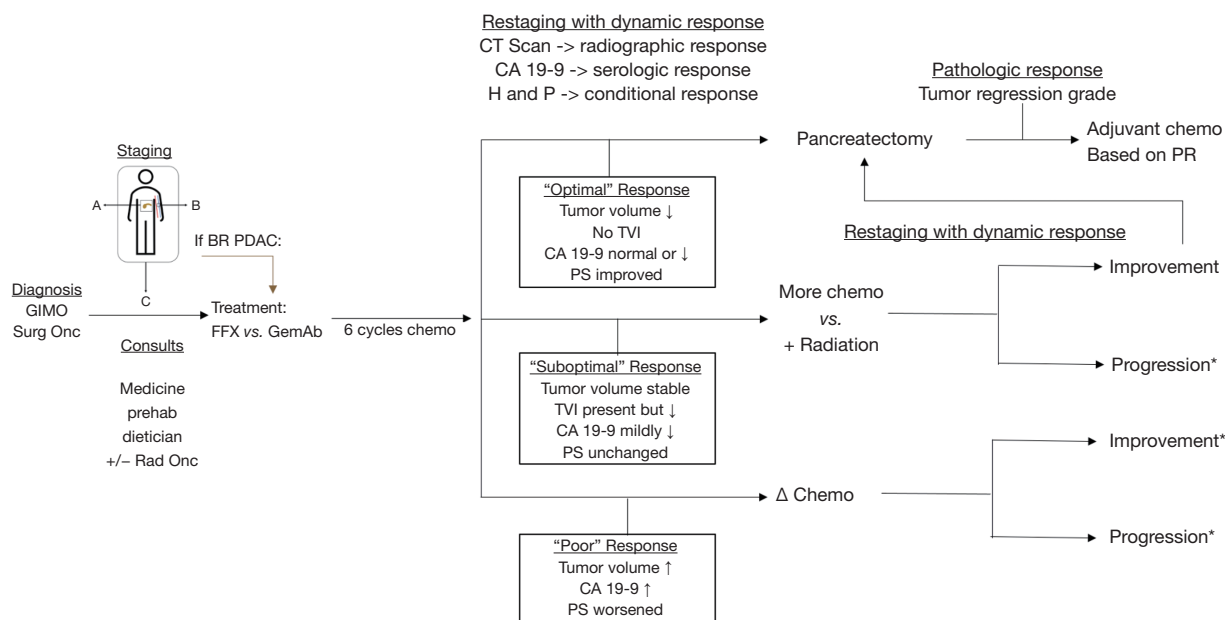 Restaging with dynamic response
CT Scan -> radiographic response
CA 19-9 -> serologic response
H and P -> conditional response
Pathologic response
Tumor regression grade
Staging
A
B
C
If BR PDAC:
Diagnosis
GIMO
Surg Onc
Consults
Medicine
prehab
dietician
+/− Rad Onc
Treatment:
FFX vs. GemAb
6 cycles chemo
"Optimal" Response
Tumor volume ↓
No TVI
CA 19-9 normal or ↓
PS improved
Pancreatectomy
Adjuvant chemo
Based on PR
"Suboptimal" Response
Tumor volume stable
TVI present but ↓
CA 19-9 mildly ↓
PS unchanged
More chemo
vs.
+ Radiation
Restaging with dynamic response
Improvement
Progression*
"Poor" Response
Tumor volume ↑
CA 19-9 ↑
PS worsened
Δ Chemo
Improvement*
Progression*